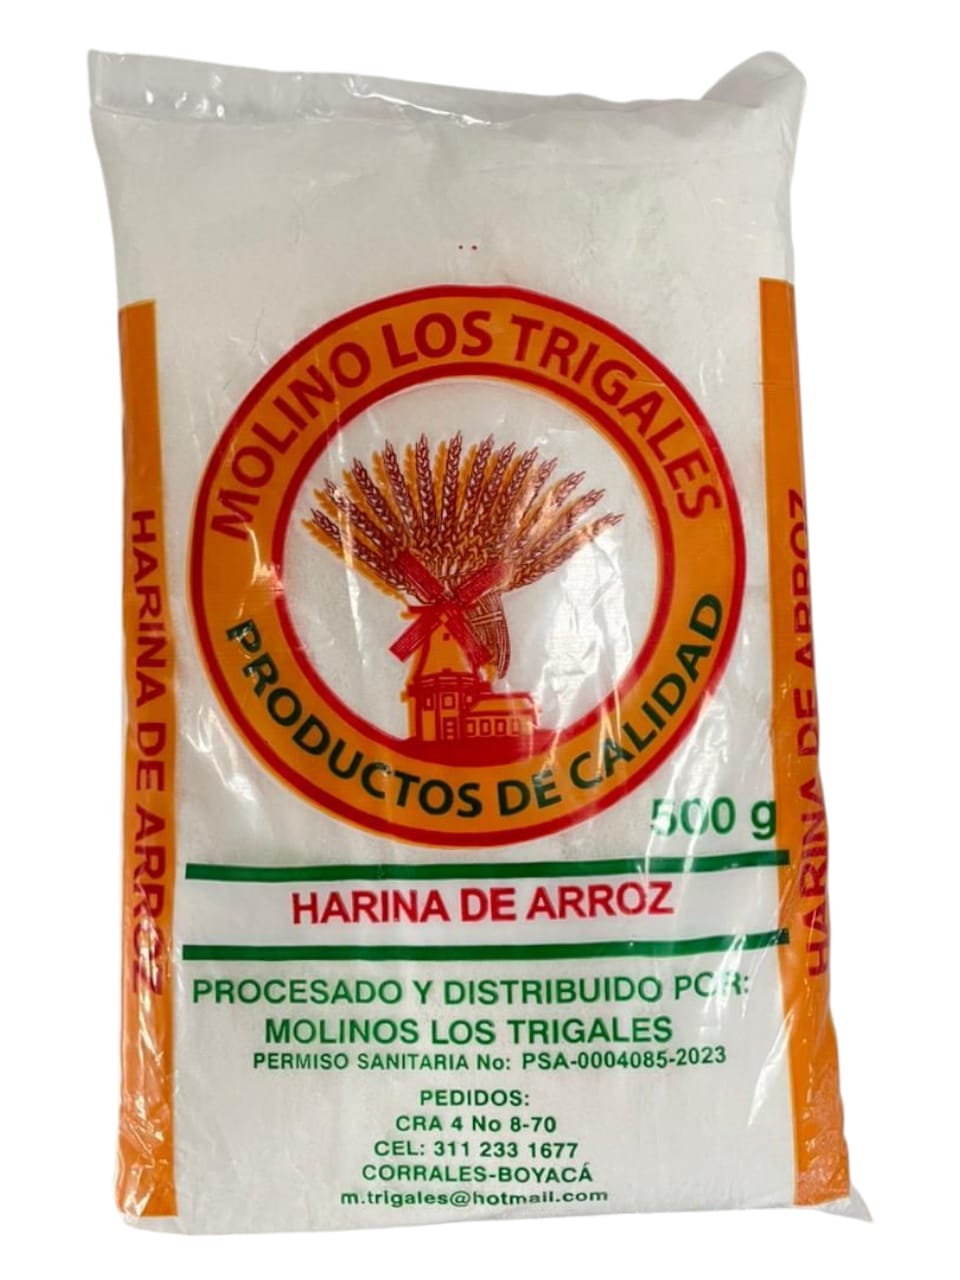 MOLINO LOS TRIGALES
PRODUCTOS DE CALIDAD
500 g
HARINA DE ARROZ
HARINA DE ARROZ
HARINA DE ARROZ
PROCESADO Y DISTRIBUIDO POR:
MOLINOS LOS TRIGALES
PERMISO SANITARIA No: PSA-0004085-2023
PEDIDOS:
CRA 4 No 8-70
CEL: 311 233 1677
CORRALES-BOYACÁ
m.trigales@hotmail.com